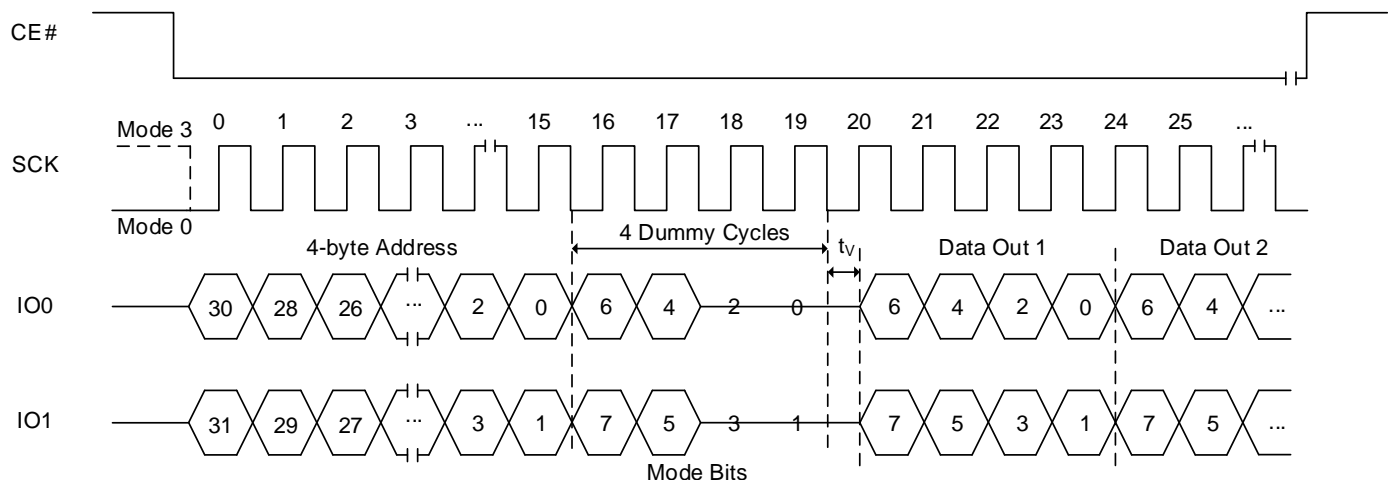 CE#
0 1 2 3 ... 15 16 17 18 19 20 21 22 23 24 25 ...
Mode 3
SCK
Mode 0
4-byte Address 4 Dummy Cycles tV Data Out 1 Data Out 2
IO0 30 28 26 ... 2 0 6 4 2 0 6 4 2 0 6 4 ...
IO1 31 29 27 ... 3 1 7 5 3 1 7 5 3 1 7 5 ...
Mode Bits